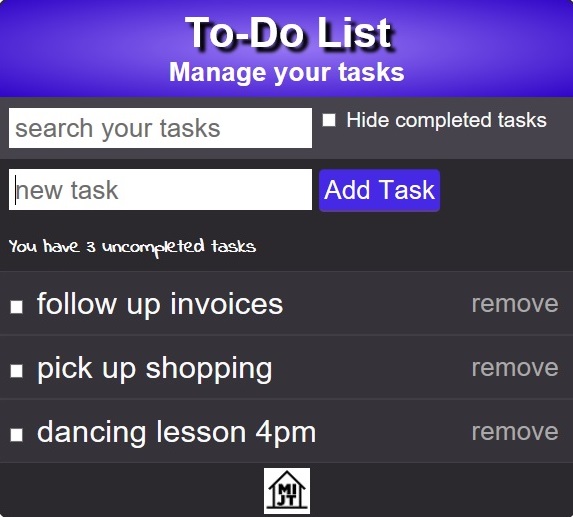 To-Do List
Manage your tasks
search your tasks
Hide completed tasks
new task
Add Task
You have 3 uncompleted tasks
follow up invoices remove
pick up shopping remove
dancing lesson 4pm remove
MI
JT